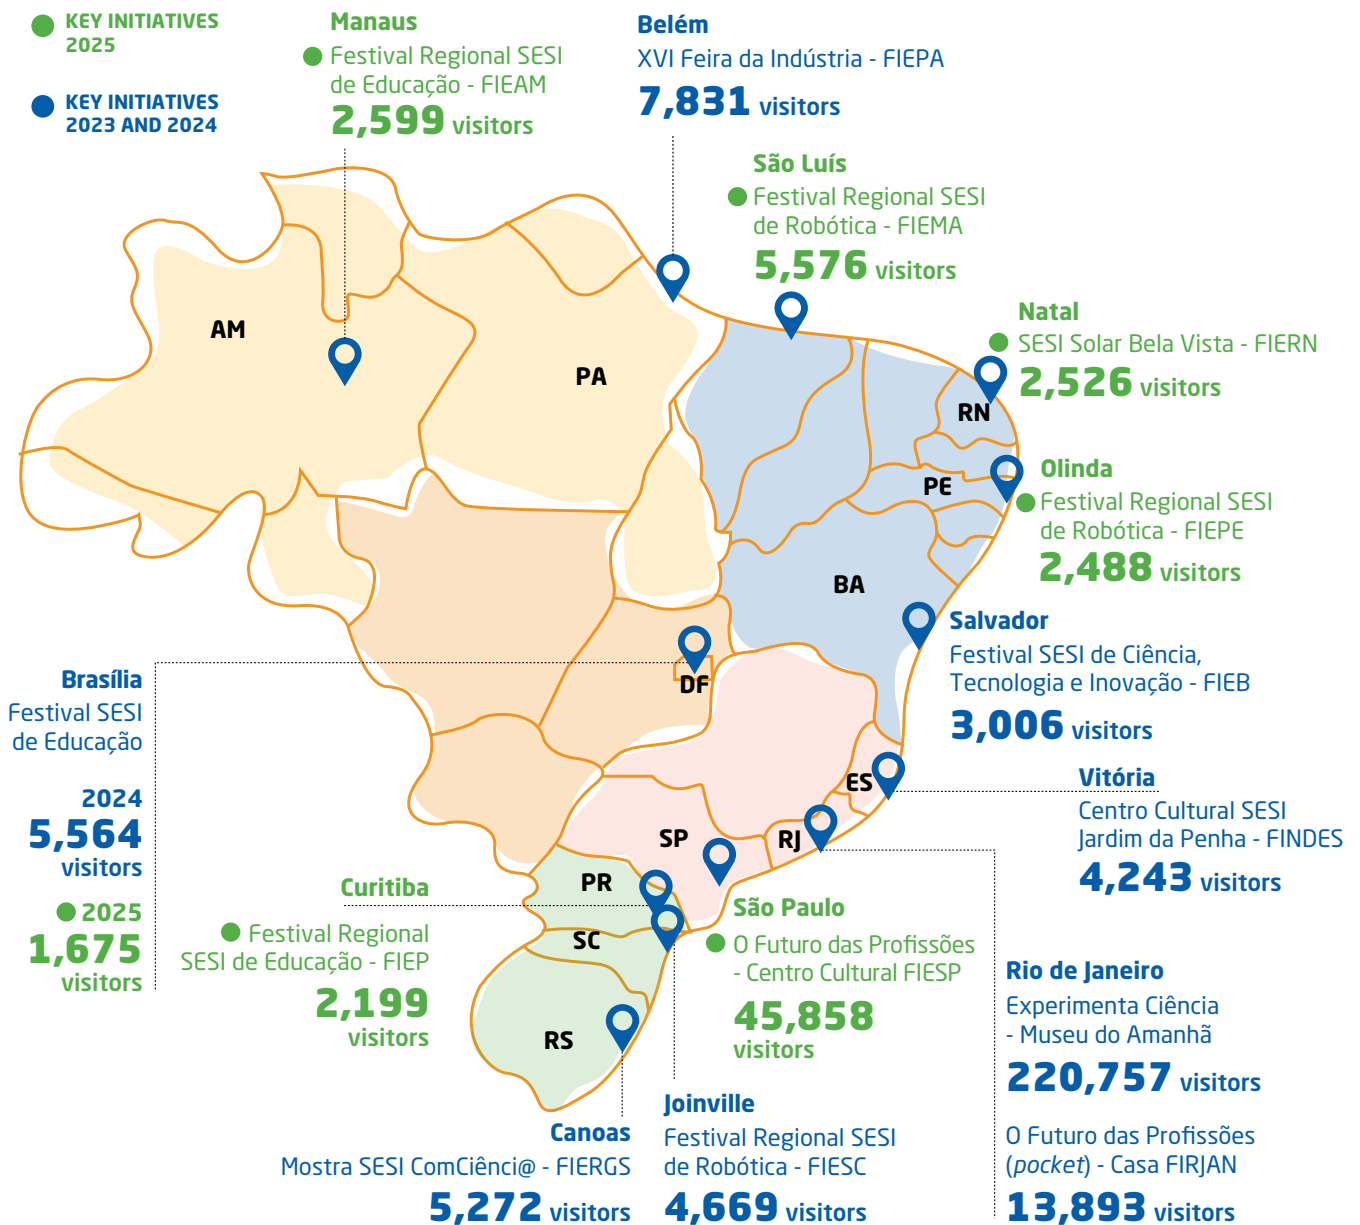 KEY INITIATIVES
2025
KEY INITIATIVES
2023 AND 2024
Manaus
Festival Regional SESI
de Educação - FIEAM
2,599 visitors
Belém
XVI Feira da Indústria - FIEPA
7,831 visitors
São Luís
Festival Regional SESI
de Robótica - FIEMA
5,576 visitors
Natal
SESI Solar Bela Vista - FIERN
2,526 visitors
Olinda
Festival Regional SESI
de Robótica - FIEPE
2,488 visitors
Salvador
Festival SESI de Ciência,
Tecnologia e Inovação - FIEB
3,006 visitors
Vitória
Centro Cultural SESI
Jardim da Penha - FINDES
4,243 visitors
Rio de Janeiro
Experimenta Ciência
- Museu do Amanhã
220,757 visitors
O Futuro das Profissões
(pocket) - Casa FIRJAN
13,893 visitors
São Paulo
O Futuro das Profissões
- Centro Cultural FIESP
45,858
visitors
Joinville
Festival Regional SESI
de Robótica - FIESC
4,669 visitors
Canoas
Mostra SESI ComCiênci@ - FIERGS
5,272 visitors
Curitiba
Festival Regional
SESI de Educação - FIEP
2,199
visitors
Brasília
Festival SESI
de Educação
2024
5,564
visitors
2025
1,675
visitors
AM
PA
RN
PE
BA
DF
ES
RJ
SP
PR
SC
RS